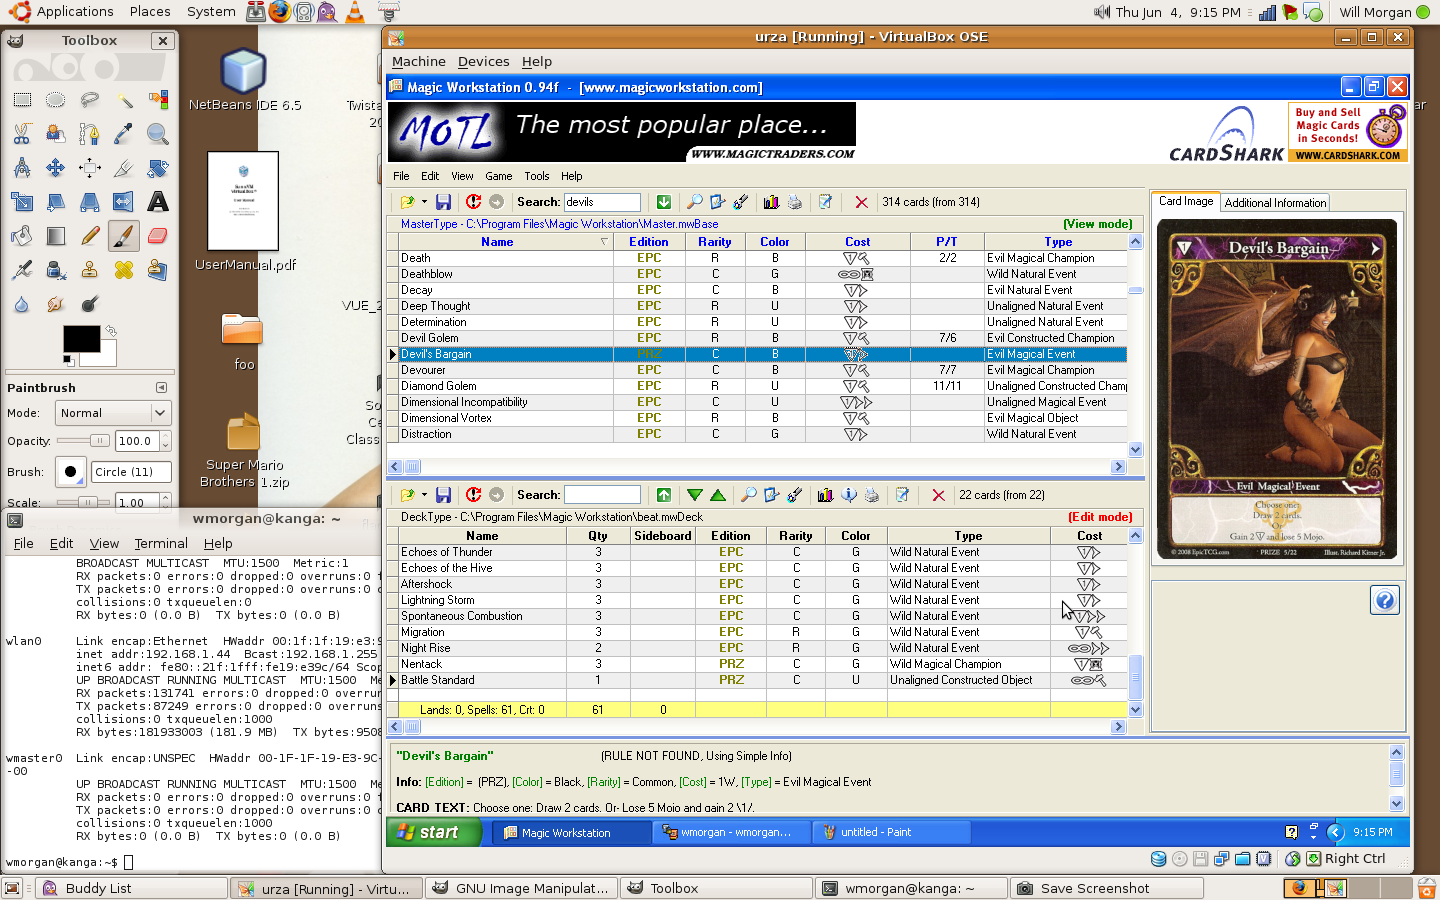 Applications Places System
Thu Jun 4, 9:15 PM
Will Morgan
Toolbox
NetBeans IDE 6.5
UserManual.pdf
foo
Super Mario
Brothers 1.zip
Paintbrush
Mode: Normal
Opacity: 100.0
Brush: Circle (11)
Scale: 1.00
urza [Running] - VirtualBox OSE
Machine Devices Help
Magic Workstation 0.94f - [www.magicworkstation.com]
MOTL The most popular place...
WWW.MAGICTRADERS.COM
CARDSHARK
Buy and Sell
Magic Cards
in Seconds!
WWW.CARDSHARK.COM
File Edit View Game Tools Help
Search: devils 314 cards (from 314)
MasterType - C:\Program Files\Magic Workstation\Master.mwBase (View mode)
Name Edition Rarity Color Cost P/T Type
Death EPC R B 2/2 Evil Magical Champion
Deathblow EPC C G Wild Natural Event
Decay EPC C B Evil Natural Event
Deep Thought EPC R U Unaligned Natural Event
Determination EPC R U Unaligned Natural Event
Devil Golem EPC R B 7/6 Evil Constructed Champion
Devil's Bargain PRZ C B Evil Magical Event
Devourer EPC C B 7/7 Evil Magical Champion
Diamond Golem EPC R U 11/11 Unaligned Constructed Champ
Dimensional Incompatibility EPC C U Unaligned Magical Event
Dimensional Vortex EPC R B Evil Magical Object
Distraction EPC C G Wild Natural Event
Card Image Additional Information
Devil's Bargain
Evil Magical Event
Choose one:
Draw 2 cards.
Or
Gain 2 and lose 5 Mojo.
© 2008 EpicTCG.com PRIZE 5/22 Illus. Richard Kirner Jr.
Search: 22 cards (from 22)
DeckType - C:\Program Files\Magic Workstation\beat.mwDeck (Edit mode)
Name Qty Sideboard Edition Rarity Color Type Cost
Echoes of Thunder 3 EPC C G Wild Natural Event
Echoes of the Hive 3 EPC C G Wild Natural Event
Aftershock 3 EPC C G Wild Natural Event
Lightning Storm 3 EPC C G Wild Natural Event
Spontaneous Combustion 3 EPC C G Wild Natural Event
Migration 3 EPC R G Wild Natural Event
Night Rise 2 EPC R G Wild Natural Event
Nentack 3 PRZ C G Wild Magical Champion
Battle Standard 1 PRZ C U Unaligned Constructed Object
Lands: 0, Spells: 61, Crt: 0 61 0
"Devil's Bargain" (RULE NOT FOUND, Using Simple Info)
Info: [Edition] = (PRZ), [Color] = Black, [Rarity] = Common, [Cost] = 1W, [Type] = Evil Magical Event
CARD TEXT: Choose one: Draw 2 cards. Or- Lose 5 Mojo and gain 2 \1/.
start Magic Workstation wmorgan - wmorgan... untitled - Paint 9:15 PM
Right Ctrl
wmorgan@kanga: ~
File Edit View Terminal Help
BROADCAST MULTICAST MTU:1500 Metric:1
RX packets:0 errors:0 dropped:0 overruns:0 f
TX packets:0 errors:0 dropped:0 overruns:0 c
collisions:0 txqueuelen:0
RX bytes:0 (0.0 B) TX bytes:0 (0.0 B)
wlan0 Link encap:Ethernet HWaddr 00:1f:1f:19:e3:9
inet addr:192.168.1.44 Bcast:192.168.1.255
inet6 addr: fe80::21f:1fff:fe19:e39c/64 Scop
UP BROADCAST RUNNING MULTICAST MTU:1500 Me
RX packets:131741 errors:0 dropped:0 overrun
TX packets:87249 errors:0 dropped:0 overruns
collisions:0 txqueuelen:1000
RX bytes:181933003 (181.9 MB) TX bytes:9508
wmaster0 Link encap:UNSPEC HWaddr 00-1F-1F-19-E3-9C-
-00
UP BROADCAST RUNNING MULTICAST MTU:1500 Me
RX packets:0 errors:0 dropped:0 overruns:0 f
TX packets:0 errors:0 dropped:0 overruns:0 c
collisions:0 txqueuelen:1000
RX bytes:0 (0.0 B) TX bytes:0 (0.0 B)
wmorgan@kanga:~$
Buddy List urza [Running] - Virtu... GNU Image Manipulat... Toolbox wmorgan@kanga: ~ Save Screenshot